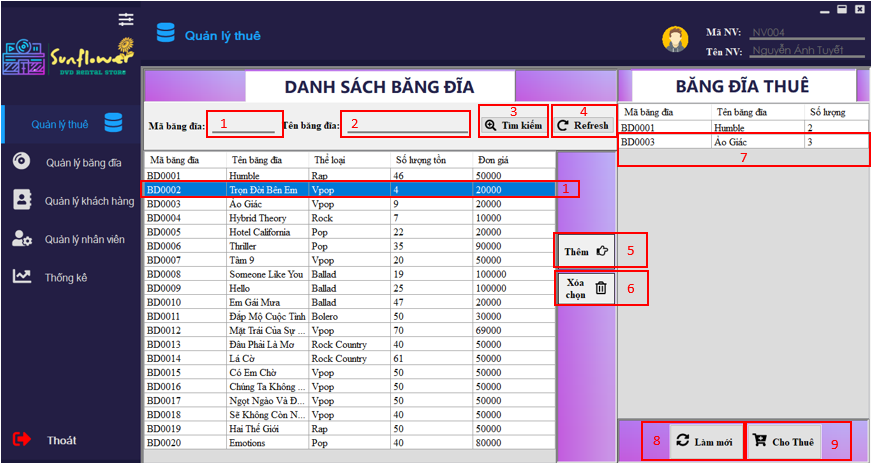 Sunflower
DVD RENTAL STORE
Quản lý thuê
Quản lý băng đĩa
Quản lý khách hàng
Quản lý nhân viên
Thống kê
Thoát
Quản lý thuê
Mã NV: NV004
Tên NV: Nguyễn Ánh Tuyết
DANH SÁCH BĂNG ĐĨA
Mã băng đĩa: 1 Tên băng đĩa: 2 3 Tìm kiếm 4 Refresh
Mã băng đĩa Tên băng đĩa Thể loại Số lượng tồn Đơn giá
BD0001 Humble Rap 46 50000
BD0002 Trọn Đời Bên Em Vpop 4 20000 1
BD0003 Ảo Giác Vpop 9 20000
BD0004 Hybrid Theory Rock 7 10000
BD0005 Hotel California Pop 22 20000
BD0006 Thriller Pop 35 90000
BD0007 Tâm 9 Vpop 20 50000
BD0008 Someone Like You Ballad 19 100000
BD0009 Hello Ballad 25 100000
BD0010 Em Gái Mưa Ballad 47 20000
BD0011 Đắp Mộ Cuộc Tình Bolero 50 30000
BD0012 Mặt Trái Của Sự ... Vpop 70 69000
BD0013 Đâu Phải Là Mơ Rock Country 40 50000
BD0014 Lá Cờ Rock Country 61 50000
BD0015 Có Em Chờ Vpop 50 50000
BD0016 Chúng Ta Không ... Vpop 50 50000
BD0017 Ngọt Ngào Và Đ... Vpop 50 50000
BD0018 Sẽ Không Còn N... Vpop 40 50000
BD0019 Hai Thế Giới Rap 50 50000
BD0020 Emotions Pop 40 80000
Thêm 5
Xóa chọn 6
BĂNG ĐĨA THUÊ
Mã băng đĩa Tên băng đĩa Số lượng
BD0001 Humble 2
BD0003 Ảo Giác 3
7
8 Làm mới Cho Thuê 9